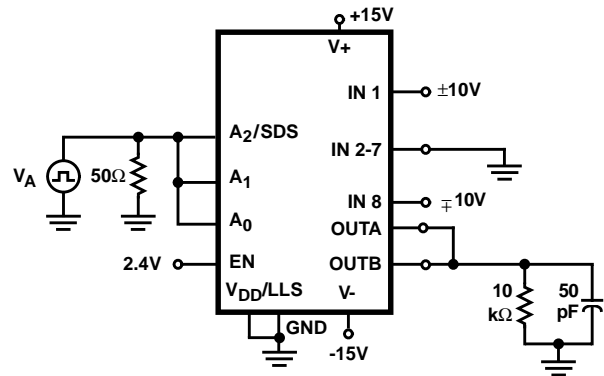 +15V
V+
IN 1
±10V
A2/SDS
IN 2-7
VA
50Ω
A1
IN 8
∓10V
A0
OUTA
2.4V
EN
OUTB
10
kΩ
50
pF
VDD/LLS
V-
GND
-15V